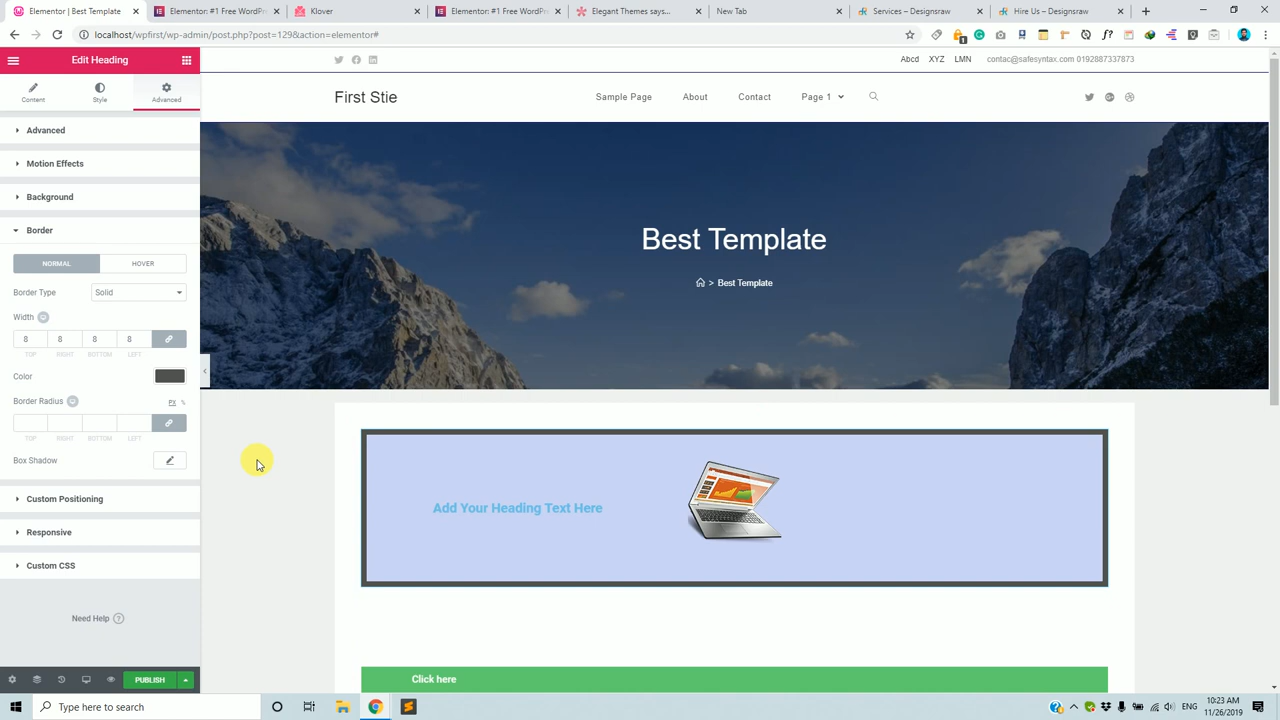 Elementor: #1 Free WordPre
Elementor #129
Klover
Elementor: #1 Free WordPre
Elegant Themes says...
New Tab
Services – Designsraw
Hire Us – Designsraw
localhost/wpfirst/wp-admin/post.php?post=129&action=elementor#
Edit Heading
Content
Style
Advanced
Advanced
Motion Effects
Background
Border
NORMAL
HOVER
Border Type
Solid
Width
8 8 8 8
TOP RIGHT BOTTOM LEFT
Color
Border Radius
PX %
TOP RIGHT BOTTOM LEFT
Box Shadow
Custom Positioning
Responsive
Custom CSS
Need Help
PUBLISH
Abcd XYZ LMN contac@safesyntax.com 0192887337873
First Stie
Sample Page About Contact Page 1
Best Template
> Best Template
Add Your Heading Text Here
Click here
Type here to search
ENG
10:23 AM
11/26/2019